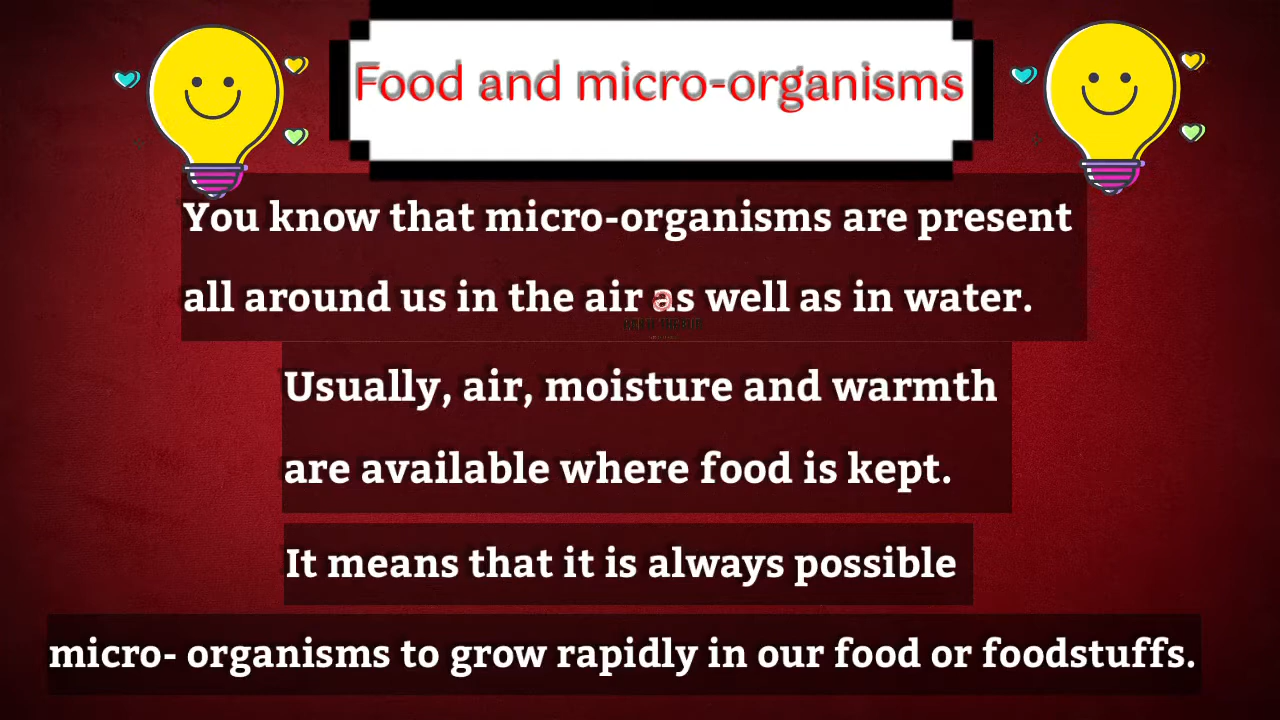 Food and micro-organisms
You know that micro-organisms are present
all around us in the air as well as in water.
Usually, air, moisture and warmth
are available where food is kept.
It means that it is always possible
micro- organisms to grow rapidly in our food or foodstuffs.